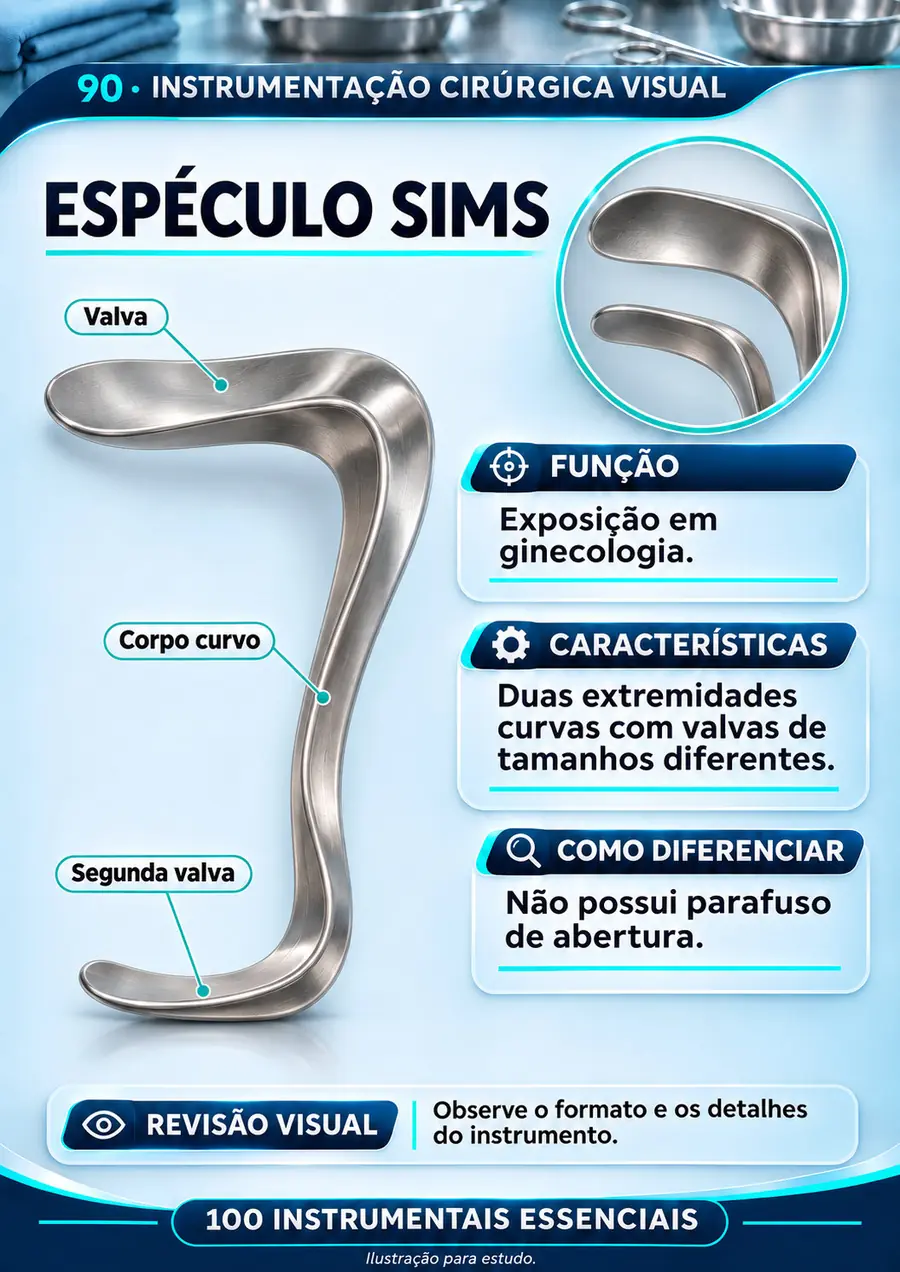 90 · INSTRUMENTAÇÃO CIRÚRGICA VISUAL
ESPÉCULO SIMS
Valva
Corpo curvo
Segunda valva
FUNÇÃO
Exposição em
ginecologia.
CARACTERÍSTICAS
Duas extremidades
curvas com valvas de
tamanhos diferentes.
COMO DIFERENCIAR
Não possui parafuso
de abertura.
REVISÃO VISUAL
Observe o formato e os detalhes
do instrumento.
100 INSTRUMENTAIS ESSENCIAIS
Ilustração para estudo.